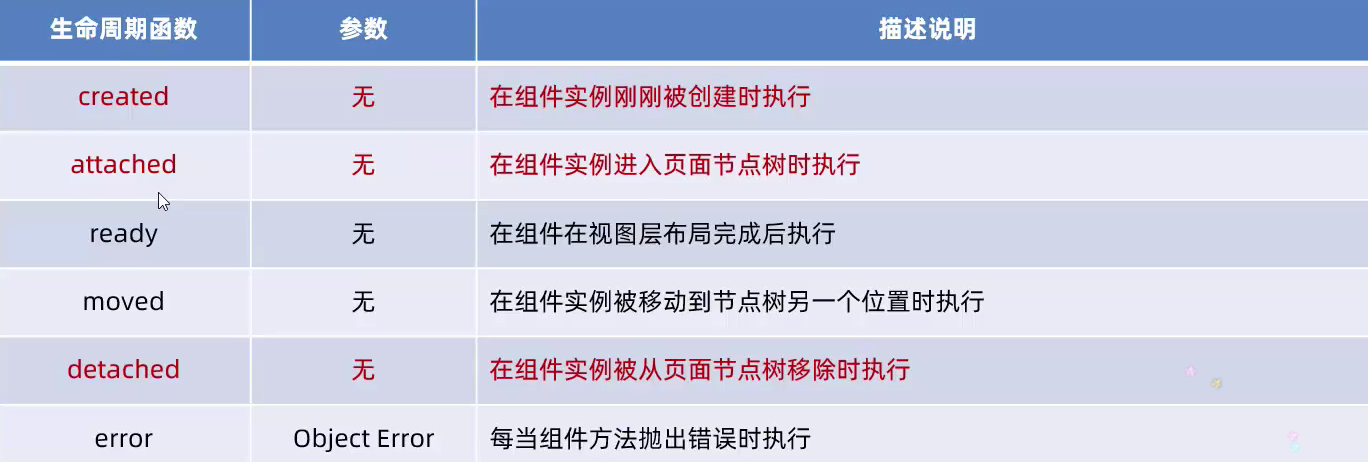 生命周期函数 参数 描述说明
created 无 在组件实例刚刚被创建时执行
attached 无 在组件实例进入页面节点树时执行
ready 无 在组件在视图层布局完成后执行
moved 无 在组件实例被移动到节点树另一个位置时执行
detached 无 在组件实例被从页面节点树移除时执行
error Object Error 每当组件方法抛出错误时执行